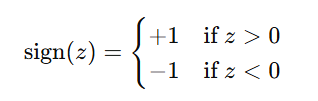 sign(z) = { +1 if z > 0
−1 if z < 0